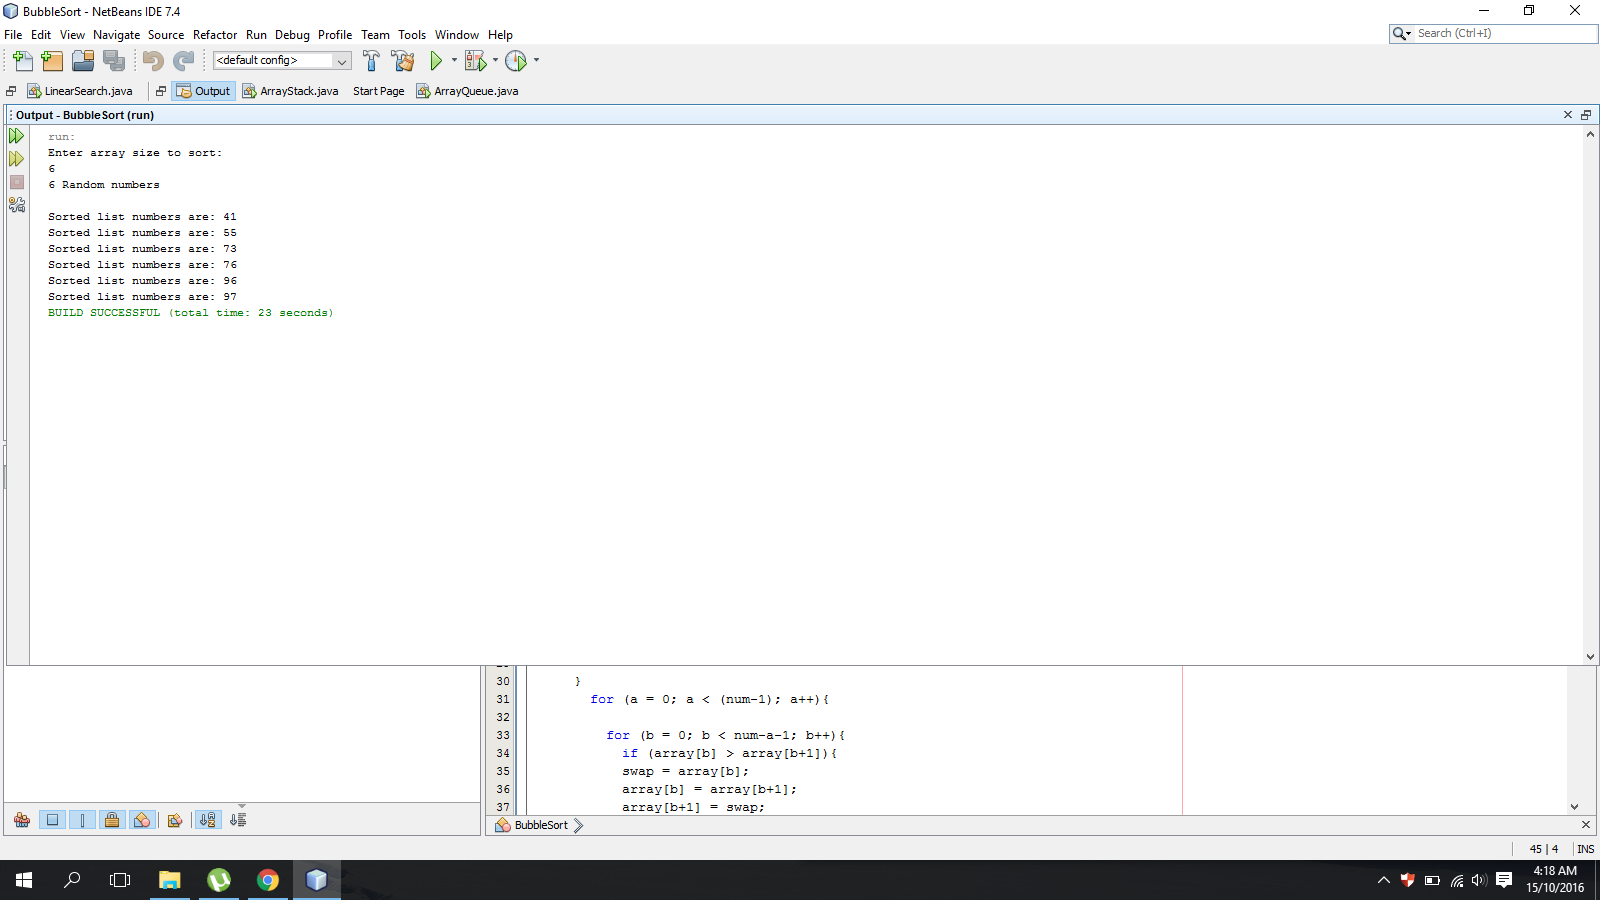 BubbleSort - NetBeans IDE 7.4
File Edit View Navigate Source Refactor Run Debug Profile Team Tools Window Help
Search (Ctrl+I)
<default config>
LinearSearch.java Output ArrayStack.java Start Page ArrayQueue.java
Output - BubbleSort (run)
run:
Enter array size to sort:
6
6 Random numbers
Sorted list numbers are: 41
Sorted list numbers are: 55
Sorted list numbers are: 73
Sorted list numbers are: 76
Sorted list numbers are: 96
Sorted list numbers are: 97
BUILD SUCCESSFUL (total time: 23 seconds)
30 }
31 for (a = 0; a < (num-1); a++){
32
33 for (b = 0; b < num-a-1; b++){
34 if (array[b] > array[b+1]){
35 swap = array[b];
36 array[b] = array[b+1];
37 array[b+1] = swap;
BubbleSort
45 | 4 INS
4:18 AM
15/10/2016